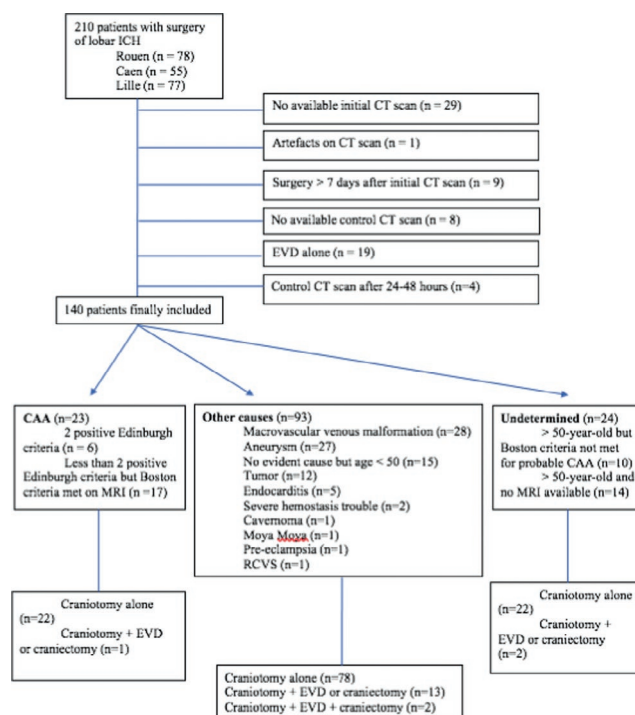 210 patients with surgery
of lobar ICH
Rouen (n = 78)
Caen (n = 55)
Lille (n = 77)
No available initial CT scan (n = 29)
Artefacts on CT scan (n = 1)
Surgery > 7 days after initial CT scan (n = 9)
No available control CT scan (n = 8)
EVD alone (n = 19)
Control CT scan after 24-48 hours (n=4)
140 patients finally included
CAA (n=23)
2 positive Edinburgh
criteria (n = 6)
Less than 2 positive
Edinburgh criteria but Boston
criteria met on MRI (n =17)
Other causes (n=93)
Macrovascular venous malformation (n=28)
Aneurysm (n=27)
No evident cause but age < 50 (n=15)
Tumor (n=12)
Endocarditis (n=5)
Severe hemostasis trouble (n=2)
Cavernoma (n=1)
Moya Moya (n=1)
Pre-eclampsia (n=1)
RCVS (n=1)
Undetermined (n=24)
> 50-year-old but
Boston criteria not met
for probable CAA (n=10)
> 50-year-old and
no MRI available (n=14)
Craniotomy alone
(n=22)
Craniotomy + EVD
or craniectomy (n=1)
Craniotomy alone (n=78)
Craniotomy + EVD or craniectomy (n=13)
Craniotomy + EVD + craniectomy (n=2)
Craniotomy alone
(n=22)
Craniotomy +
EVD or craniectomy
(n=2)